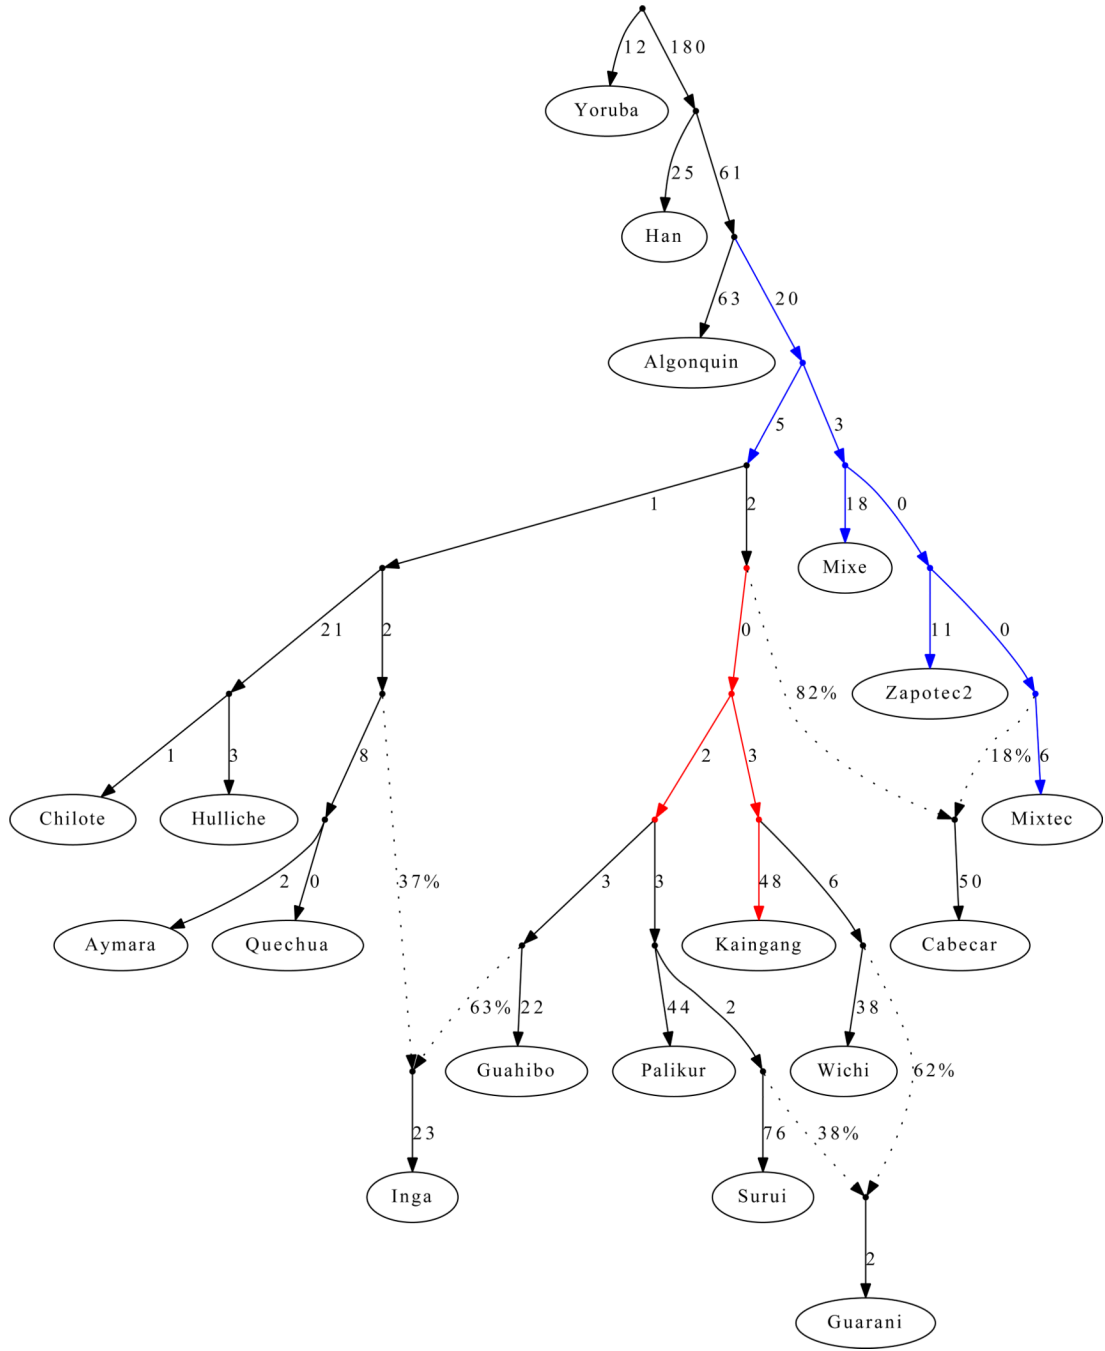 12
180
Yoruba
25
61
Han
63
20
Algonquin
5
3
1
2
18
0
Mixe
21
2
0
11
0
82%
Zapotec2
1
3
8
2
3
18%
6
Chilote
Hulliche
Mixtec
2
0
37%
3
3
48
6
50
Aymara
Quechua
Kaingang
Cabecar
63%
22
44
2
38
Guahibo
Palikur
Wichi
62%
23
76
38%
Inga
Surui
2
Guarani